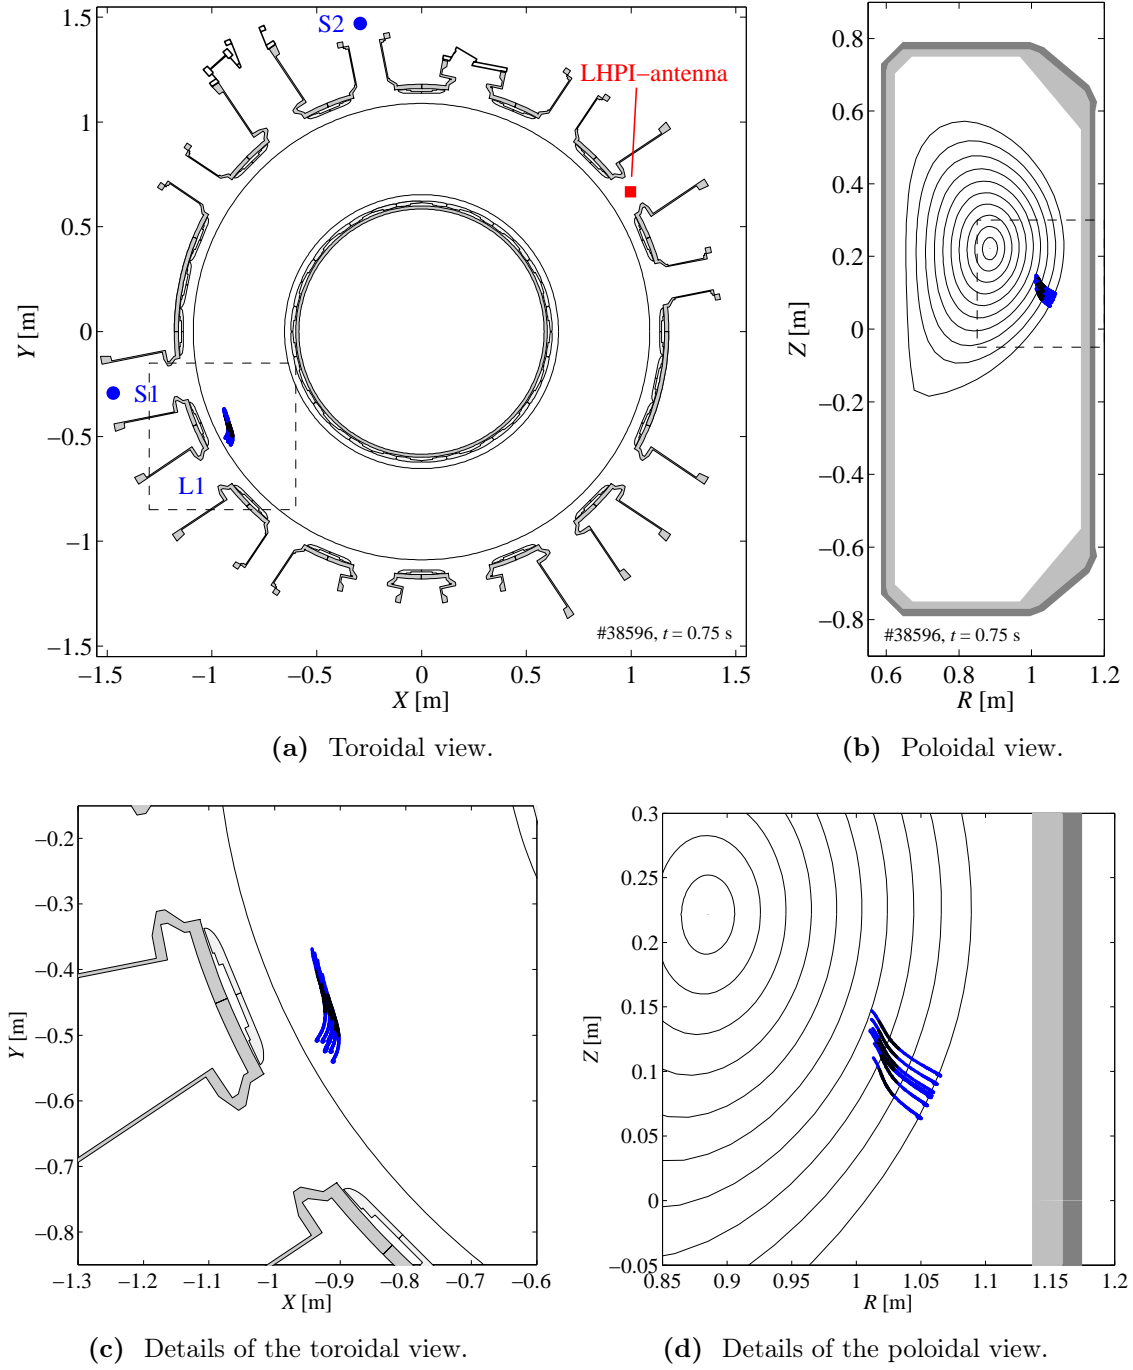 S2
LHPI–antenna
S1
L1
1.5
1
0.5
0
−0.5
−1
−1.5
Y [m]
#38596, t = 0.75 s
−1.5 −1 −0.5 0 0.5 1 1.5
X [m]
(a) Toroidal view.
0.8
0.6
0.4
0.2
0
−0.2
−0.4
−0.6
−0.8
Z [m]
#38596, t = 0.75 s
0.6 0.8 1 1.2
R [m]
(b) Poloidal view.
−0.2
−0.3
−0.4
−0.5
−0.6
−0.7
−0.8
Y [m]
−1.3 −1.2 −1.1 −1 −0.9 −0.8 −0.7 −0.6
X [m]
(c) Details of the toroidal view.
0.3
0.25
0.2
0.15
0.1
0.05
0
−0.05
Z [m]
0.85 0.9 0.95 1 1.05 1.1 1.15 1.2
R [m]
(d) Details of the poloidal view.